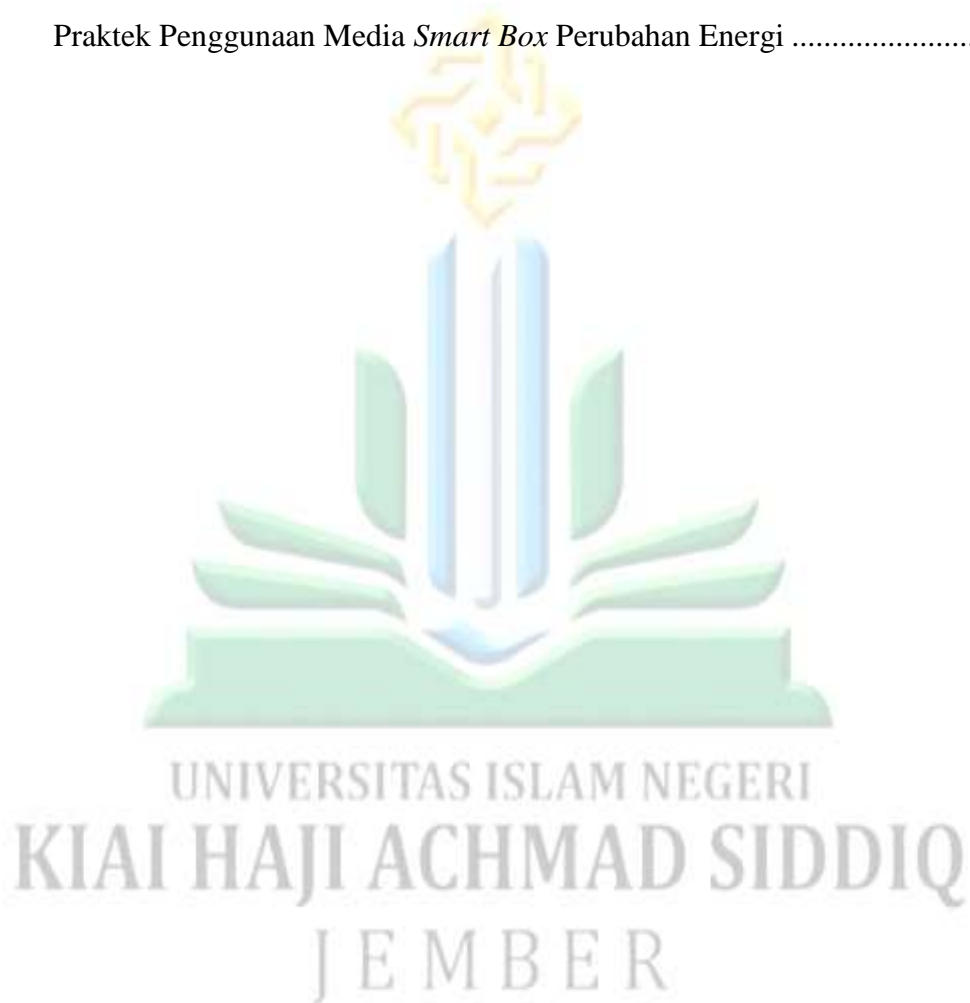 Praktek Penggunaan Media Smart Box Perubahan Energi .......................
UNIVERSITAS ISLAM NEGERI
KIAI HAJI ACHMAD SIDDIQ
JEMBER